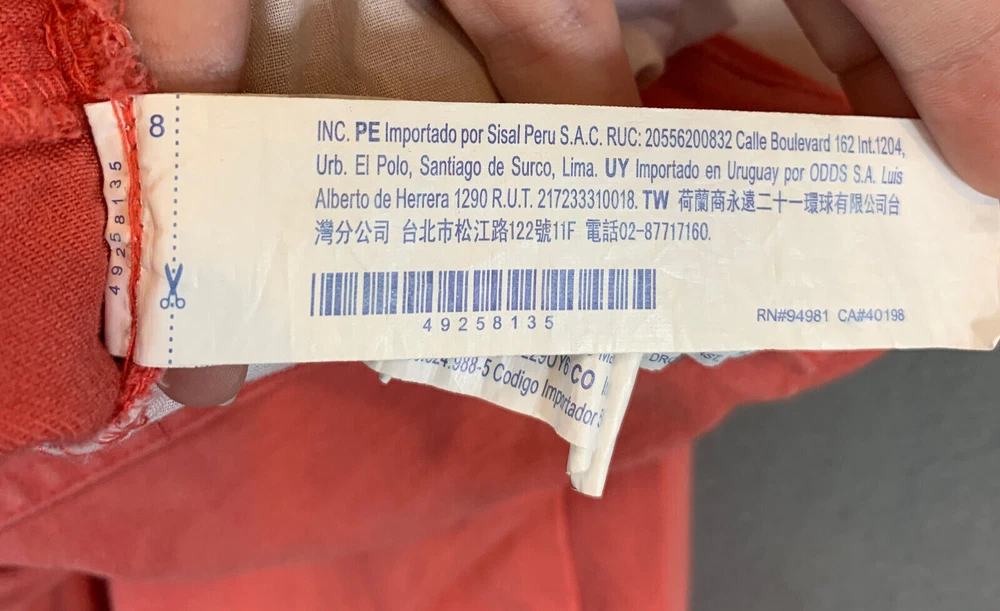 8
INC. PE Importado por Sisal Peru S.A.C. RUC: 20556200832 Calle Boulevard 162 Int.1204,
Urb. El Polo, Santiago de Surco, Lima. UY Importado en Uruguay por ODDS S.A. Luis
Alberto de Herrera 1290 R.U.T. 217233310018. TW 荷蘭商永遠二十一環球有限公司台
灣分公司 台北市松江路122號11F 電話02-87717160.
49258135
49258135
RN#94981 CA#40198
.988-5 Codigo Importador
CO